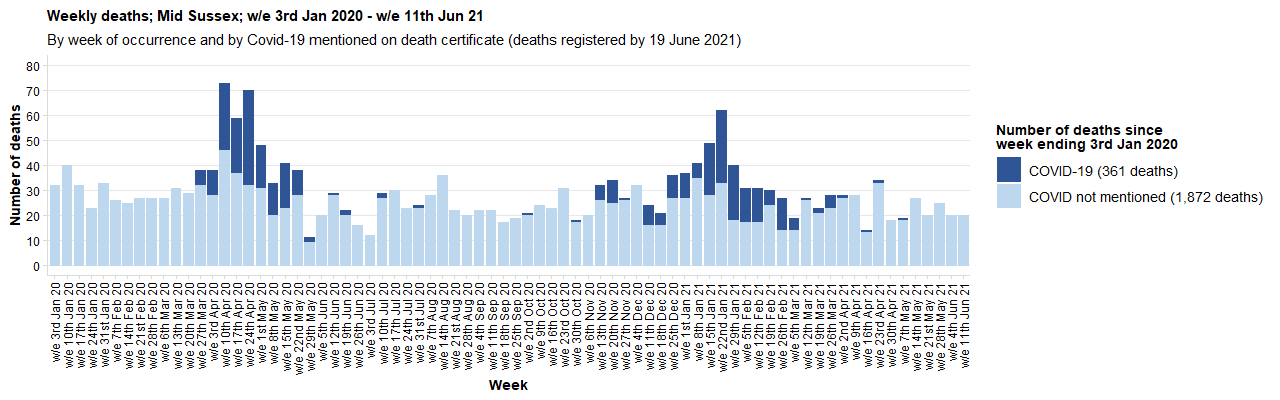 Weekly deaths; Mid Sussex; w/e 3rd Jan 2020 - w/e 11th Jun 21
By week of occurrence and by Covid-19 mentioned on death certificate (deaths registered by 19 June 2021)
Number of deaths
80
70
60
50
40
30
20
10
0
w/e 3rd Jan 20
w/e 10th Jan 20
w/e 17th Jan 20
w/e 24th Jan 20
w/e 31st Jan 20
w/e 7th Feb 20
w/e 14th Feb 20
w/e 21st Feb 20
w/e 28th Feb 20
w/e 6th Mar 20
w/e 13th Mar 20
w/e 20th Mar 20
w/e 27th Mar 20
w/e 3rd Apr 20
w/e 10th Apr 20
w/e 17th Apr 20
w/e 24th Apr 20
w/e 1st May 20
w/e 8th May 20
w/e 15th May 20
w/e 22nd May 20
w/e 29th May 20
w/e 5th Jun 20
w/e 12th Jun 20
w/e 19th Jun 20
w/e 26th Jun 20
w/e 3rd Jul 20
w/e 10th Jul 20
w/e 17th Jul 20
w/e 24th Jul 20
w/e 31st Jul 20
w/e 7th Aug 20
w/e 14th Aug 20
w/e 21st Aug 20
w/e 28th Aug 20
w/e 4th Sep 20
w/e 11th Sep 20
w/e 18th Sep 20
w/e 25th Sep 20
w/e 2nd Oct 20
w/e 9th Oct 20
w/e 16th Oct 20
w/e 23rd Oct 20
w/e 30th Oct 20
w/e 6th Nov 20
w/e 13th Nov 20
w/e 20th Nov 20
w/e 27th Nov 20
w/e 4th Dec 20
w/e 11th Dec 20
w/e 18th Dec 20
w/e 25th Dec 20
w/e 1st Jan 21
w/e 8th Jan 21
w/e 15th Jan 21
w/e 22nd Jan 21
w/e 29th Jan 21
w/e 5th Feb 21
w/e 12th Feb 21
w/e 19th Feb 21
w/e 26th Feb 21
w/e 5th Mar 21
w/e 12th Mar 21
w/e 19th Mar 21
w/e 26th Mar 21
w/e 2nd Apr 21
w/e 9th Apr 21
w/e 16th Apr 21
w/e 23rd Apr 21
w/e 30th Apr 21
w/e 7th May 21
w/e 14th May 21
w/e 21st May 21
w/e 28th May 21
w/e 4th Jun 21
w/e 11th Jun 21
Week
Number of deaths since
week ending 3rd Jan 2020
COVID-19 (361 deaths)
COVID not mentioned (1,872 deaths)